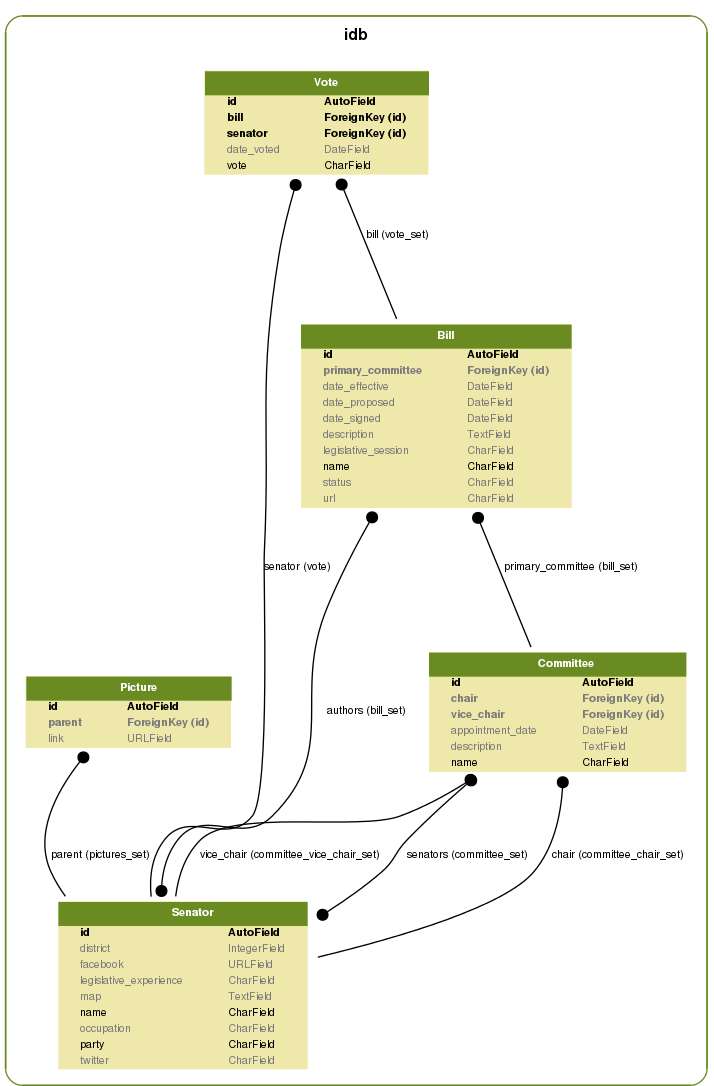 idb
Vote
id AutoField
bill ForeignKey (id)
senator ForeignKey (id)
date_voted DateField
vote CharField
bill (vote_set)
Bill
id AutoField
primary_committee ForeignKey (id)
date_effective DateField
date_proposed DateField
date_signed DateField
description TextField
legislative_session CharField
name CharField
status CharField
url CharField
senator (vote)
primary_committee (bill_set)
Committee
id AutoField
chair ForeignKey (id)
vice_chair ForeignKey (id)
appointment_date DateField
description TextField
name CharField
Picture
id AutoField
parent ForeignKey (id)
link URLField
authors (bill_set)
parent (pictures_set)
vice_chair (committee_vice_chair_set)
senators (committee_set)
chair (committee_chair_set)
Senator
id AutoField
district IntegerField
facebook URLField
legislative_experience CharField
map TextField
name CharField
occupation CharField
party CharField
twitter CharField